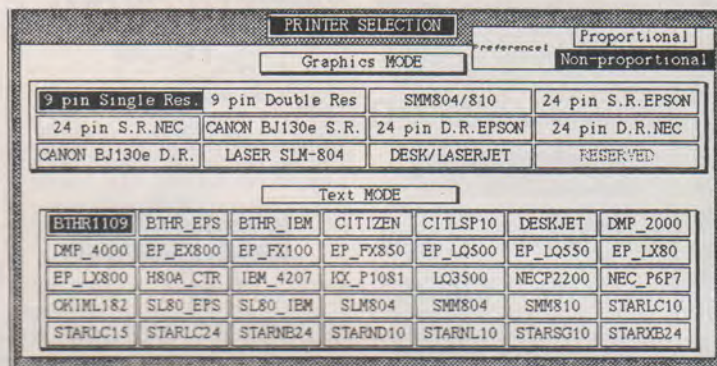 PRINTER SELECTION
Preference:
Proportional
Non-proportional
Graphics MODE
9 pin Single Res. 9 pin Double Res SMM804/810 24 pin S.R.EPSON
24 pin S.R.NEC CANON BJ130e S.R. 24 pin D.R.EPSON 24 pin D.R.NEC
CANON BJ130e D.R. LASER SLM-804 DESK/LASERJET RESERVED
Text MODE
BTHR1109 BTHR_EPS BTHR_IBM CITIZEN CITLSP10 DESKJET DMP_2000
DMP_4000 EP_EX800 EP_FX100 EP_FX850 EP_LQ500 EP_LQ550 EP_LX80
EP_LX800 H80A_CTR IBM_4207 KX_P1081 LQ3500 NECP2200 NEC_P6P7
OKIML182 SL80_EPS SL80_IBM SLM804 SMM804 SMM810 STARLC10
STARLC15 STARLC24 STARNB24 STARND10 STARNL10 STARSG10 STARXB24